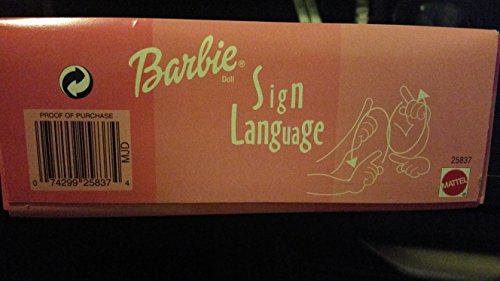 Barbie®
Doll
Sign
Language
PROOF OF PURCHASE
MJD
0 74299 25837 4
25837
MATTEL